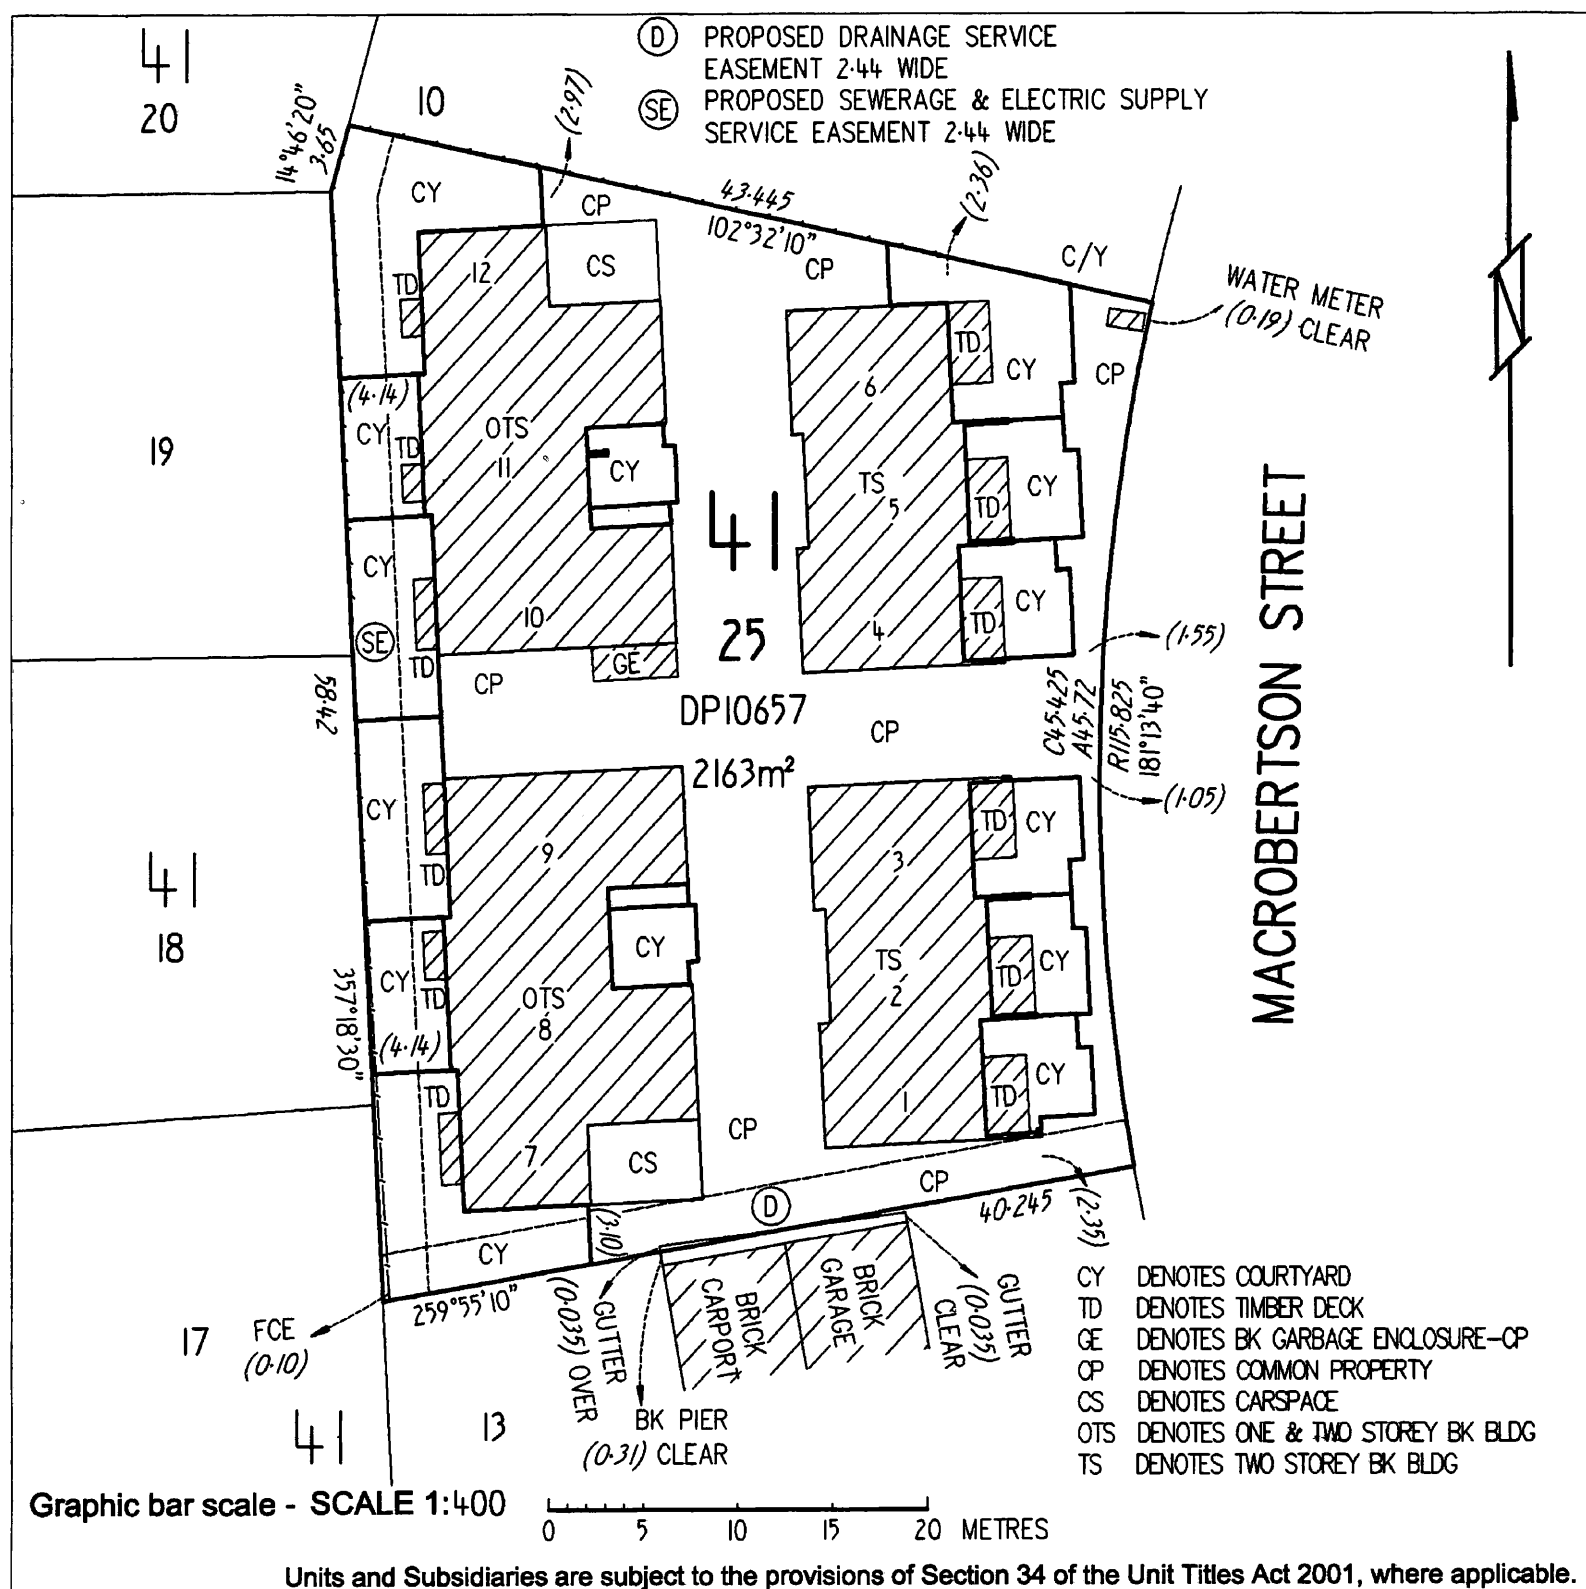 41
20
10
Ⓓ PROPOSED DRAINAGE SERVICE
EASEMENT 2·44 WIDE
(SE) PROPOSED SEWERAGE & ELECTRIC SUPPLY
SERVICE EASEMENT 2·44 WIDE
14°46'20"
3·65
(2·97)
43·445
102°32'10"
(2·36)
C/Y
WATER METER
(0·19) CLEAR
CY
CP
CS
CP
12
TD
TD
CY
CP
6
(4·14)
CY
TD
OTS
11
CY
19
TS
5
TD
CY
41
CY
10
4
TD
CY
SE
TD
GE
25
(1·55)
CP
DP10657
CP
58·42
2163m²
C45·425
A45·72
R115·825
181°13'40"
(1·05)
MACROBERTSON STREET
CY
TD
9
3
TD
CY
41
18
CY
TD
(4·14)
OTS
8
CY
TS
2
TD
CY
357°18'30"
TD
7
CS
CP
1
TD
CY
D
CP
40·245
(2·35)
CY
(3·10)
259°55'10"
17
FCE
(0·10)
GUTTER
(0·035) OVER
BRICK
CARPORT
BRICK
GARAGE
GUTTER
(0·035)
CLEAR
BK PIER
(0·31) CLEAR
41
13
CY DENOTES COURTYARD
TD DENOTES TIMBER DECK
GE DENOTES BK GARBAGE ENCLOSURE-CP
CP DENOTES COMMON PROPERTY
CS DENOTES CARSPACE
OTS DENOTES ONE & TWO STOREY BK BLDG
TS DENOTES TWO STOREY BK BLDG
Graphic bar scale - SCALE 1:400
0 5 10 15 20 METRES
Units and Subsidiaries are subject to the provisions of Section 34 of the Unit Titles Act 2001, where applicable.